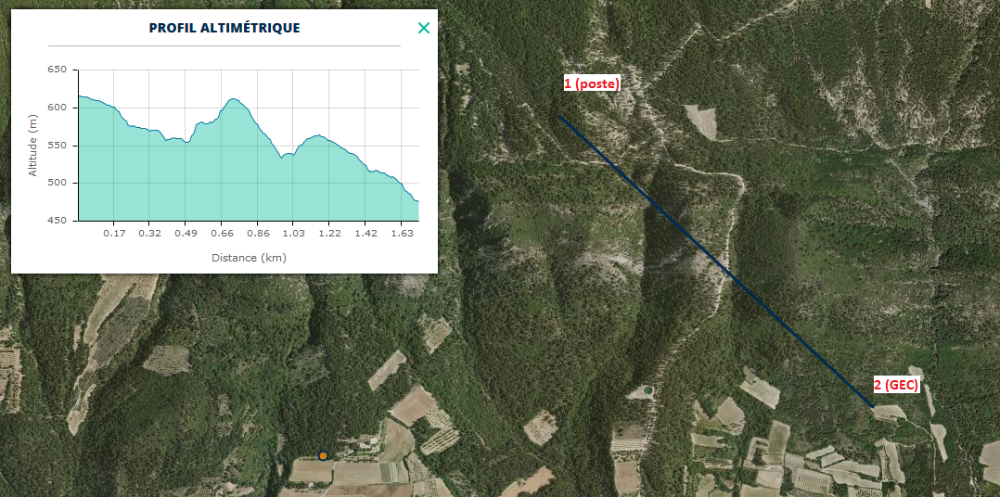 PROFIL ALTIMÉTRIQUE
650
600
550
500
450
Altitude (m)
0.17 0.32 0.49 0.66 0.86 1.03 1.22 1.42 1.63
Distance (km)
1 (poste)
2 (GEC)